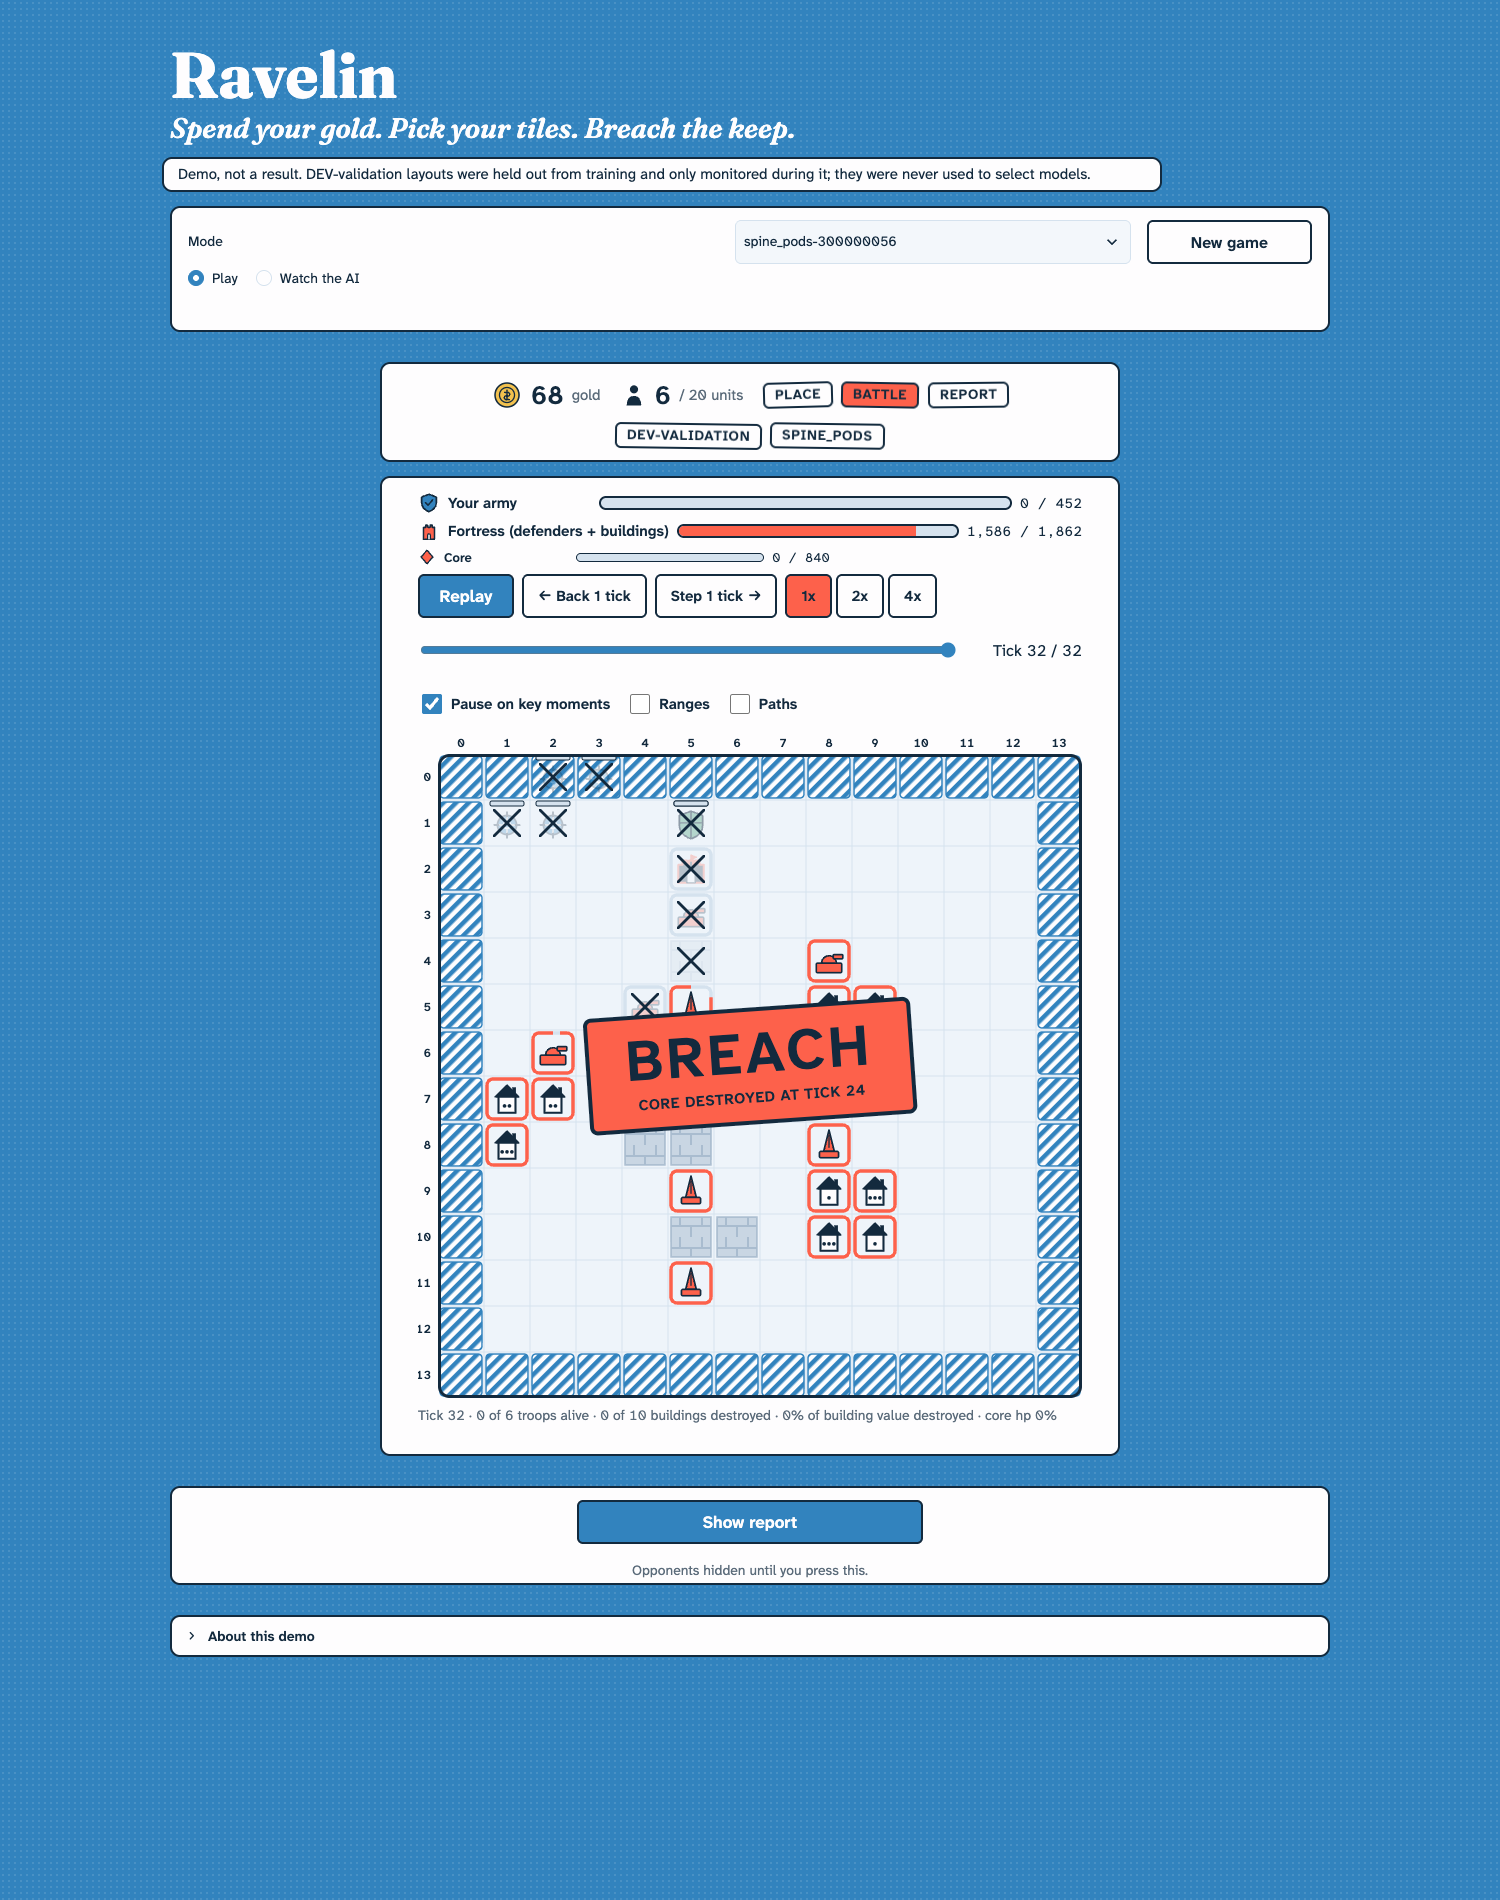 Ravelin
Spend your gold. Pick your tiles. Breach the keep.
Demo, not a result. DEV-validation layouts were held out from training and only monitored during it; they were never used to select models.
Mode
spine_pods-300000056
New game
Play
Watch the AI
68 gold
6 / 20 units
PLACE
BATTLE
REPORT
DEV-VALIDATION
SPINE_PODS
Your army
0 / 452
Fortress (defenders + buildings)
1,586 / 1,862
Core
0 / 840
Replay
← Back 1 tick
Step 1 tick →
1x
2x
4x
Tick 32 / 32
Pause on key moments
Ranges
Paths
0 1 2 3 4 5 6 7 8 9 10 11 12 13
0
1
2
3
4
5
6
7
8
9
10
11
12
13
BREACH
CORE DESTROYED AT TICK 24
Tick 32 · 0 of 6 troops alive · 0 of 10 buildings destroyed · 0% of building value destroyed · core hp 0%
Show report
Opponents hidden until you press this.
About this demo